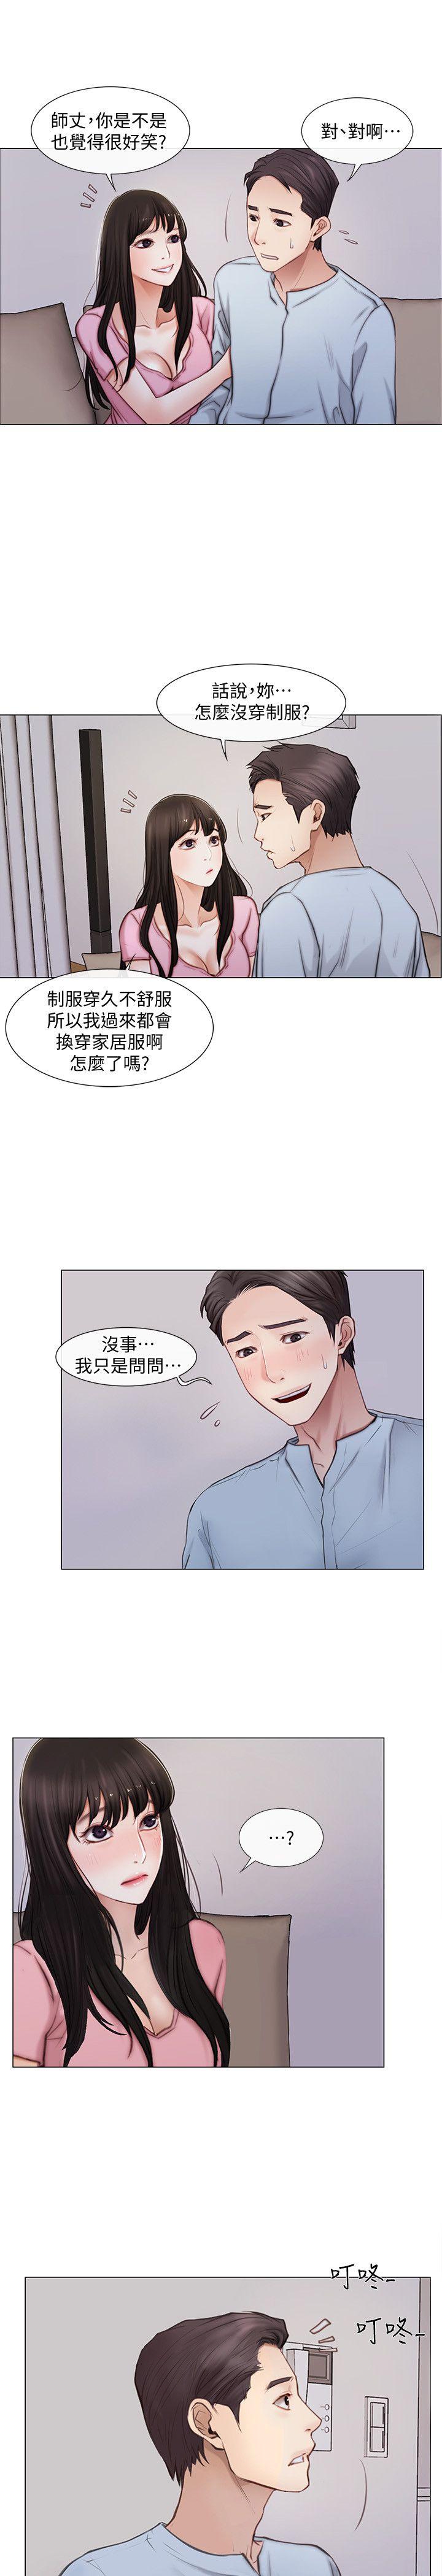 師丈，你是不是
也覺得很好笑?
對、對啊…
話說，妳…
怎麼沒穿制服?
制服穿久不舒服
所以我過來都會
換穿家居服啊
怎麼了嗎?
沒事…
我只是問問…
…?
叮咚-
叮咚-